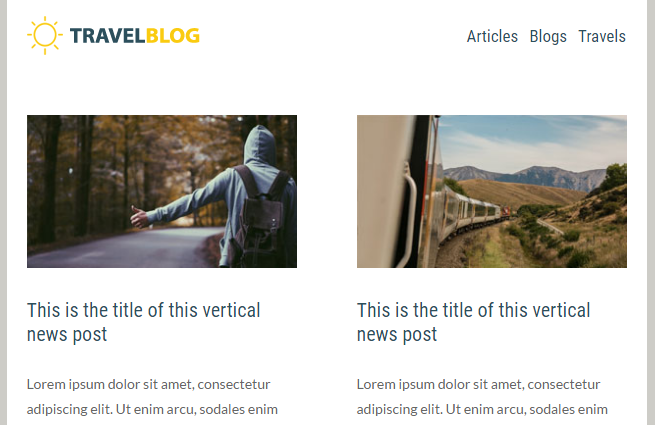 TRAVELBLOG
Articles Blogs Travels
This is the title of this vertical
news post
Lorem ipsum dolor sit amet, consectetur
adipiscing elit. Ut enim arcu, sodales enim
This is the title of this vertical
news post
Lorem ipsum dolor sit amet, consectetur
adipiscing elit. Ut enim arcu, sodales enim